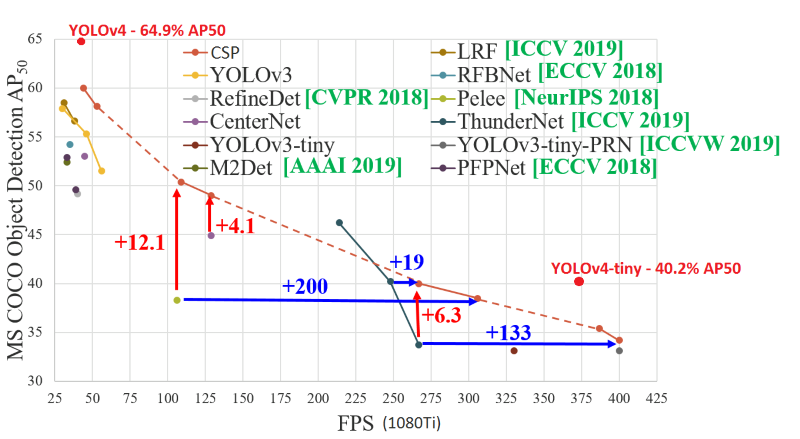 YOLOv4 - 64.9% AP50
65
60
55
50
45
40
35
30
MS COCO Object Detection AP50
CSP
LRF [ICCV 2019]
YOLOv3
RFBNet [ECCV 2018]
RefineDet [CVPR 2018]
Pelee [NeurIPS 2018]
CenterNet
ThunderNet [ICCV 2019]
YOLOv3-tiny
YOLOv3-tiny-PRN [ICCVW 2019]
M2Det [AAAI 2019]
PFPNet [ECCV 2018]
+12.1
+4.1
+19
YOLOv4-tiny - 40.2% AP50
+200
+6.3
+133
25 50 75 100 125 150 175 200 225 250 275 300 325 350 375 400 425
FPS (1080Ti)